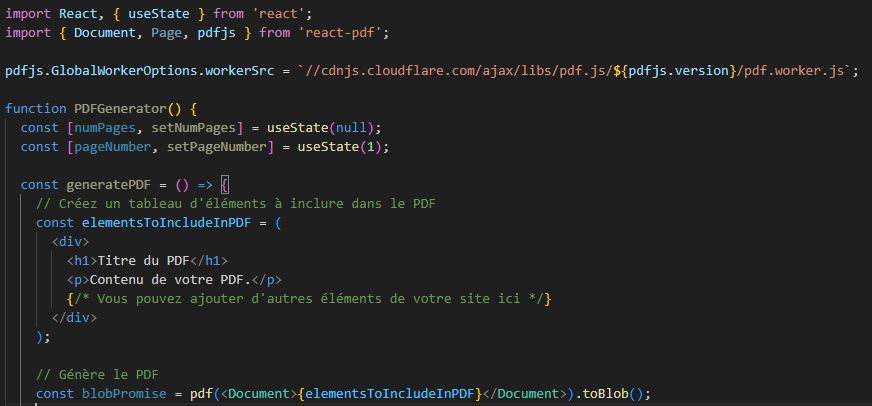 import React, { useState } from 'react';
import { Document, Page, pdfjs } from 'react-pdf';

pdfjs.GlobalWorkerOptions.workerSrc = `//cdnjs.cloudflare.com/ajax/libs/pdf.js/${pdfjs.version}/pdf.worker.js`;

function PDFGenerator() {
  const [numPages, setNumPages] = useState(null);
  const [pageNumber, setPageNumber] = useState(1);

  const generatePDF = () => {
    // Créez un tableau d'éléments à inclure dans le PDF
    const elementsToIncludeInPDF = (
      <div>
        <h1>Titre du PDF</h1>
        <p>Contenu de votre PDF.</p>
        {/* Vous pouvez ajouter d'autres éléments de votre site ici */}
      </div>
    );

    // Génère le PDF
    const blobPromise = pdf(<Document>{elementsToIncludeInPDF}</Document>).toBlob();